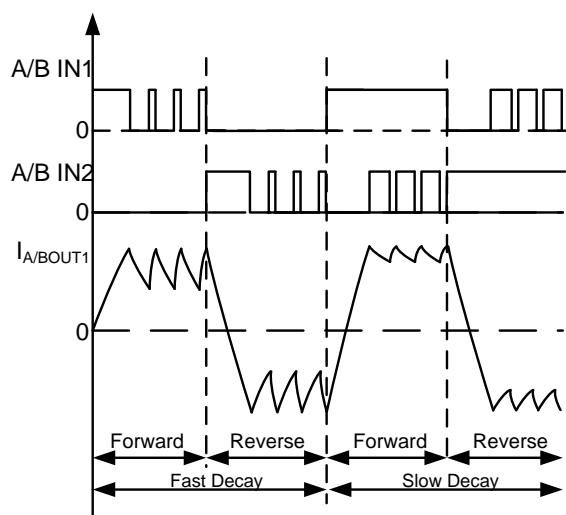 A/B IN1
0
A/B IN2
0
IA/BOUT1
0
Forward Reverse Forward Reverse
Fast Decay Slow Decay